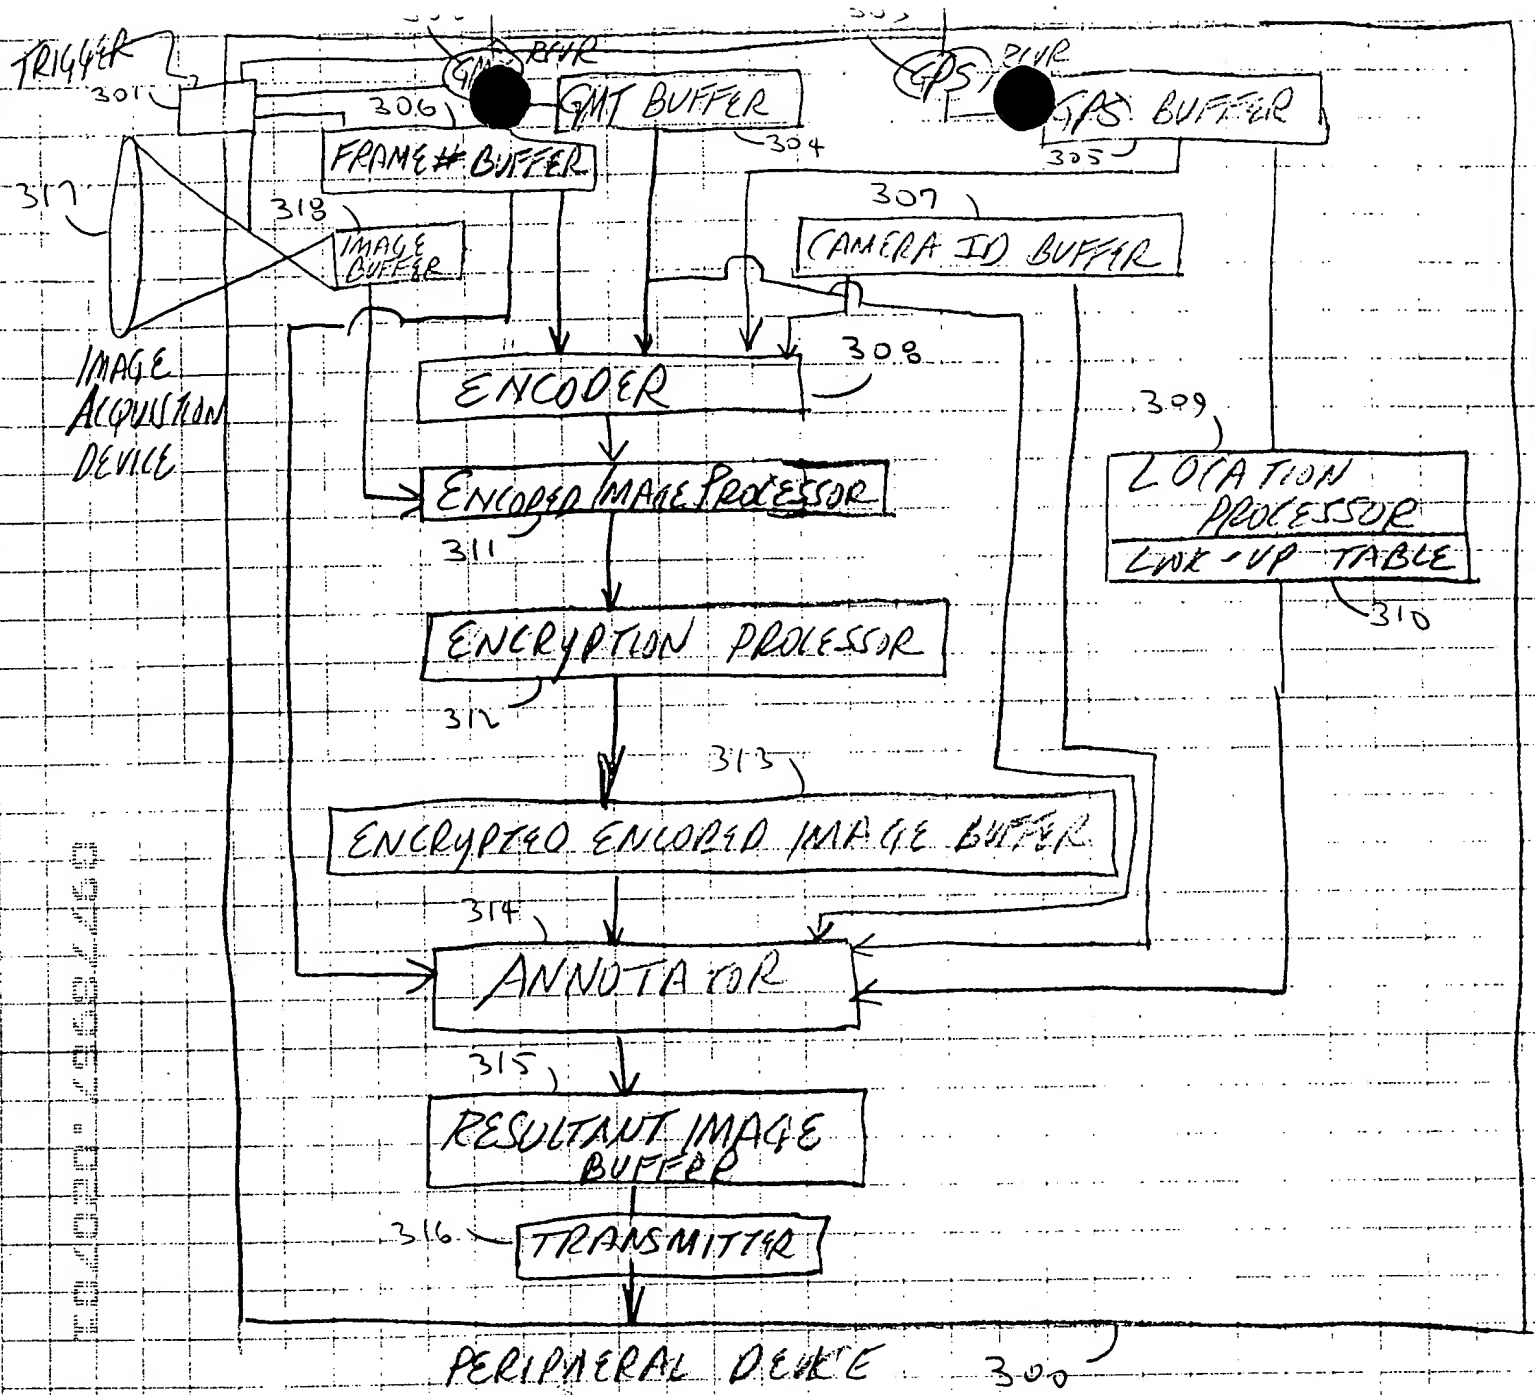 TRIGGER
301
RCVR
GPS
RCVR
306
GMT BUFFER
304
GPS BUFFER
305
FRAME # BUFFER
317
318
IMAGE
BUFFER
307
CAMERA ID BUFFER
IMAGE
ACQUISTION
DEVICE
ENCODER
308
309
LOCATION
PROCESSOR
LOOK-UP TABLE
310
ENCODED IMAGE PROCESSOR
311
ENCRYPTION PROCESSOR
312
313
ENCRYPTED ENCODED IMAGE BUFFER
314
ANNOTATOR
315
RESULTANT IMAGE
BUFFER
316
TRANSMITTER
PERIPHERAL DEVICE
300